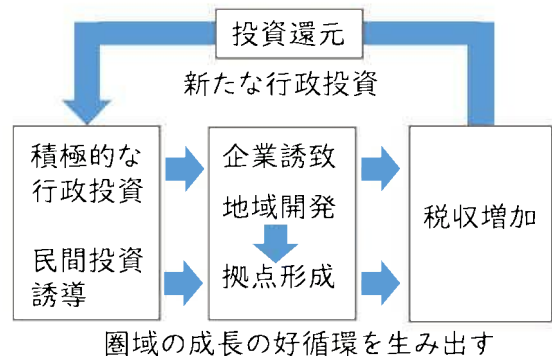 投資還元
新たな行政投資
積極的な
行政投資
民間投資
誘導
企業誘致
地域開発
拠点形成
税収増加
圏域の成長の好循環を生み出す